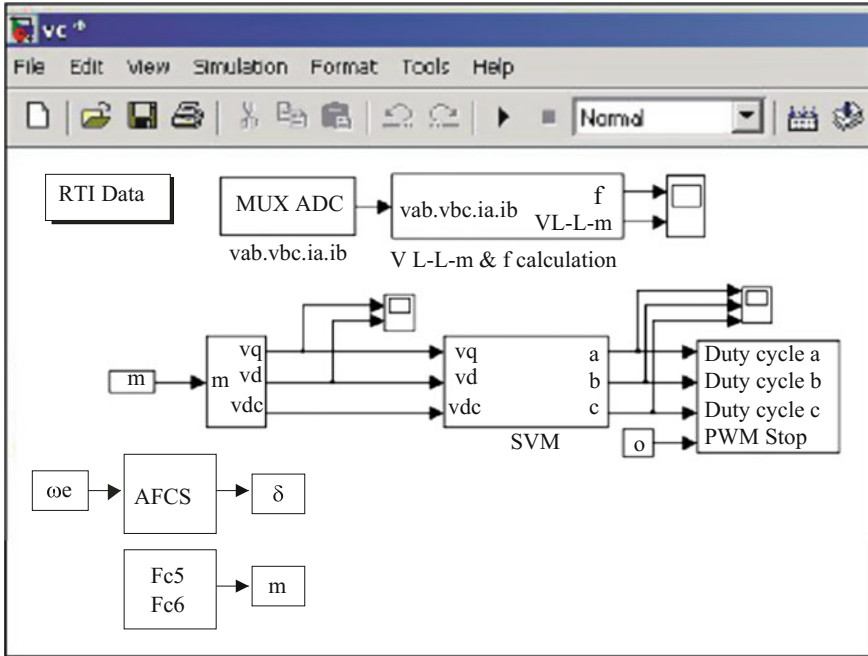 vc *
File Edit View Simulation Format Tools Help
Normal
RTI Data
MUX ADC
vab.vbc.ia.ib
vab.vbc.ia.ib
f
VL-L-m
V L-L-m & f calculation
m
m
vq
vd
vdc
vq
vd
vdc
a
b
c
SVM
Duty cycle a
Duty cycle b
Duty cycle c
PWM Stop
o
ωe
AFCS
δ
Fc5
Fc6
m